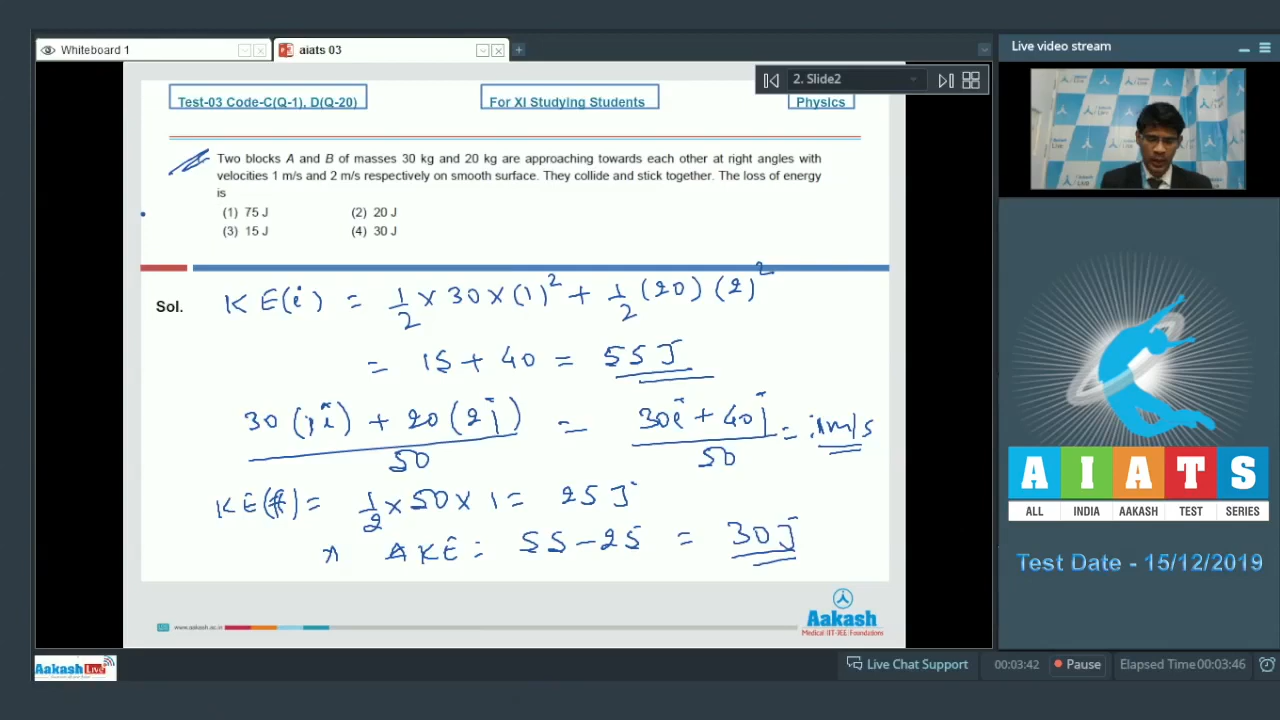 Whiteboard 1
aiats 03
Live video stream
2. Slide2
Test-03 Code-C(Q-1), D(Q-20)
For XI Studying Students
Physics
Two blocks A and B of masses 30 kg and 20 kg are approaching towards each other at right angles with
velocities 1 m/s and 2 m/s respectively on smooth surface. They collide and stick together. The loss of energy
is
(1) 75 J (2) 20 J
(3) 15 J (4) 30 J
Sol. KE(i) = 1/2 × 30 × (1)² + 1/2 (20) (2)²
= 15 + 40 = 55 J
30 (1î) + 20 (2ĵ) / 50 = 30î + 40ĵ / 50 = 1m/s
KE(f) = 1/2 × 50 × 1 = 25 J
Δ KE = 55 - 25 = 30 J
www.aakash.ac.in
Aakash
Medical|IIT-JEE|Foundations
AIATS
ALL INDIA AAKASH TEST SERIES
Test Date - 15/12/2019
Aakash Live
Live Chat Support
00:03:42
Pause
Elapsed Time 00:03:46